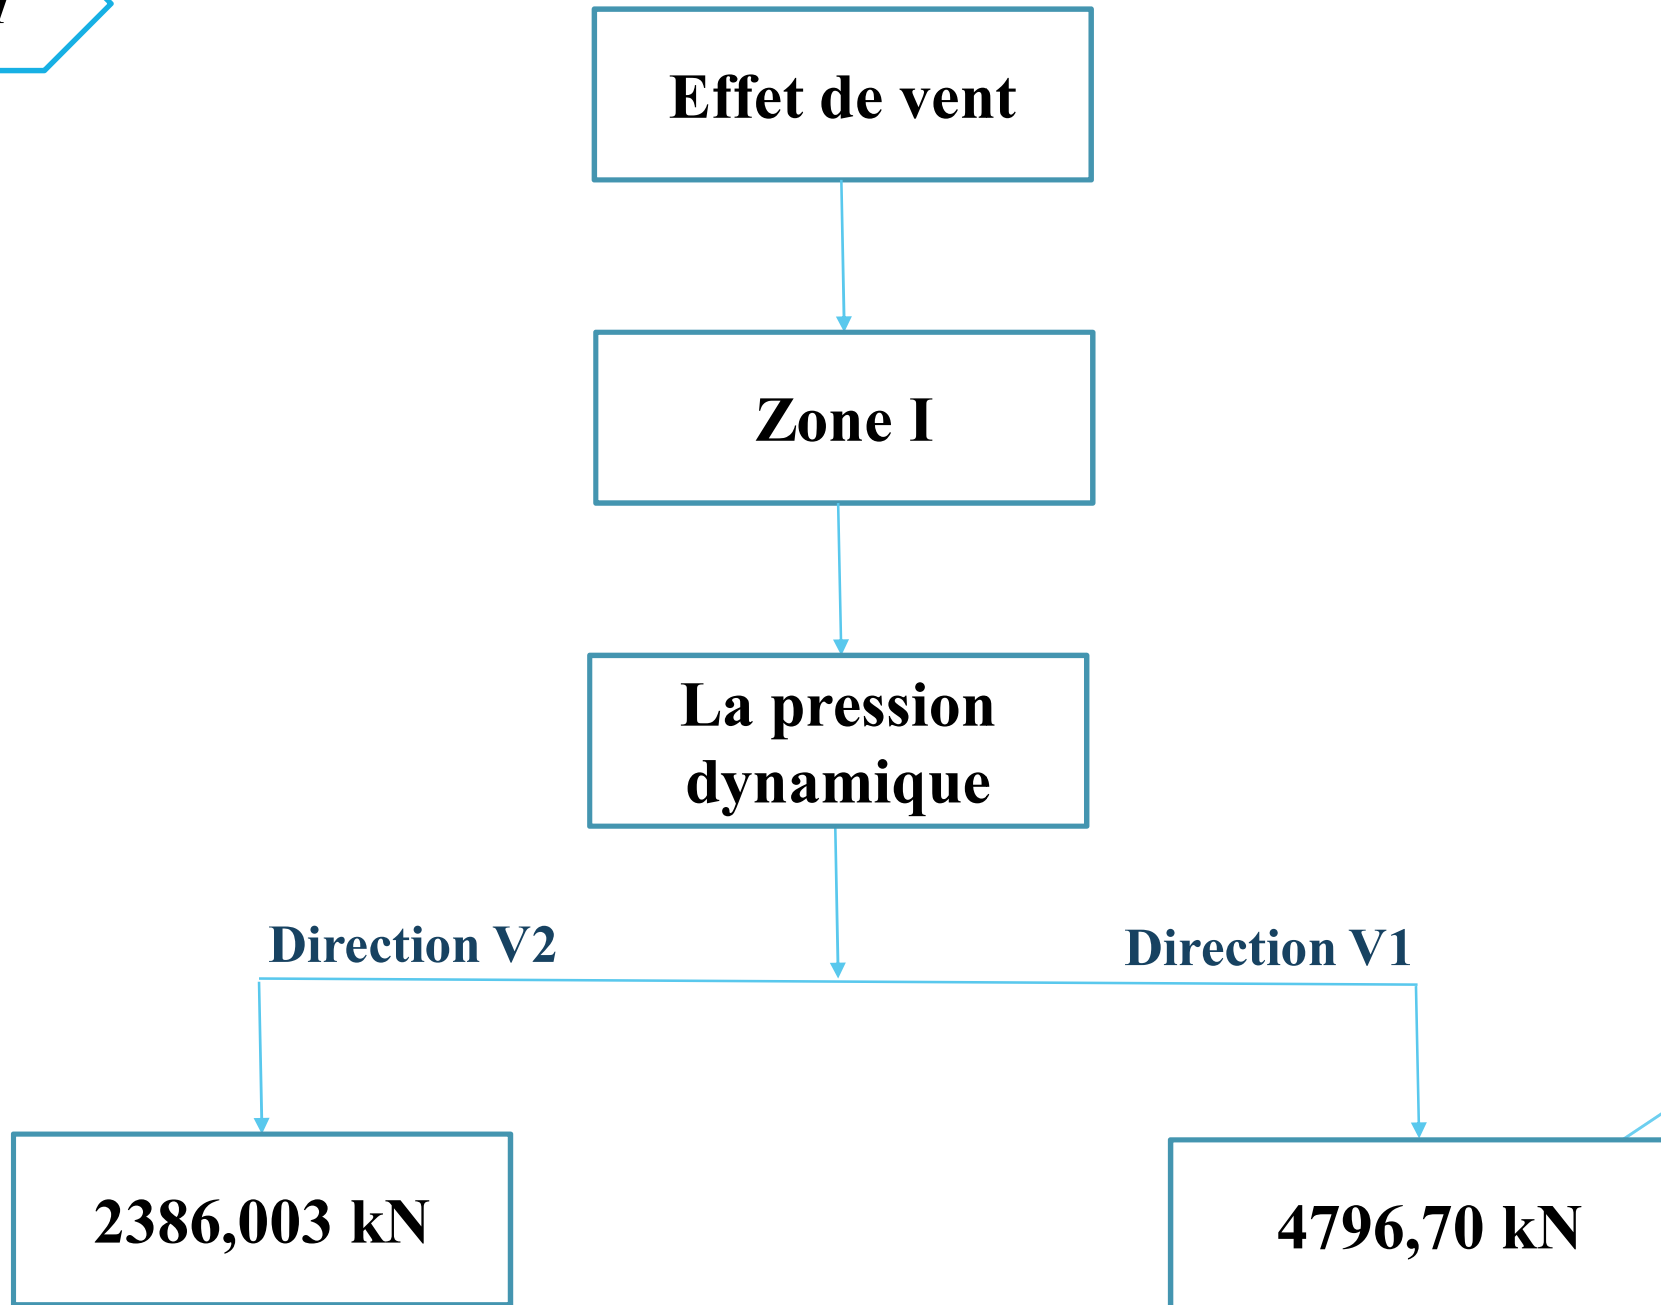 Effet de vent
Zone I
La pression
dynamique
Direction V2
Direction V1
2386,003 kN
4796,70 kN